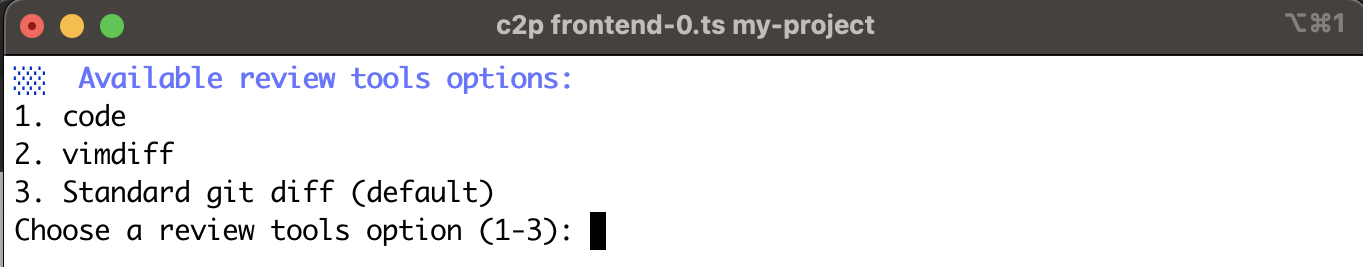 c2p frontend-0.ts my-project
⌥⌘1
Available review tools options:
1. code
2. vimdiff
3. Standard git diff (default)
Choose a review tools option (1-3):